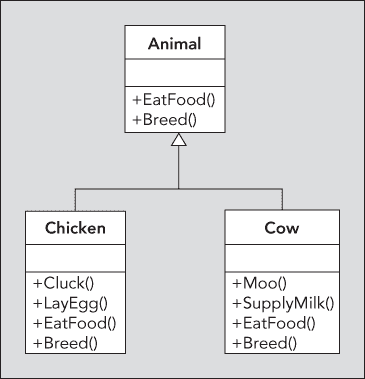 Animal
+EatFood()
+Breed()
Chicken
+Cluck()
+LayEgg()
+EatFood()
+Breed()
Cow
+Moo()
+SupplyMilk()
+EatFood()
+Breed()